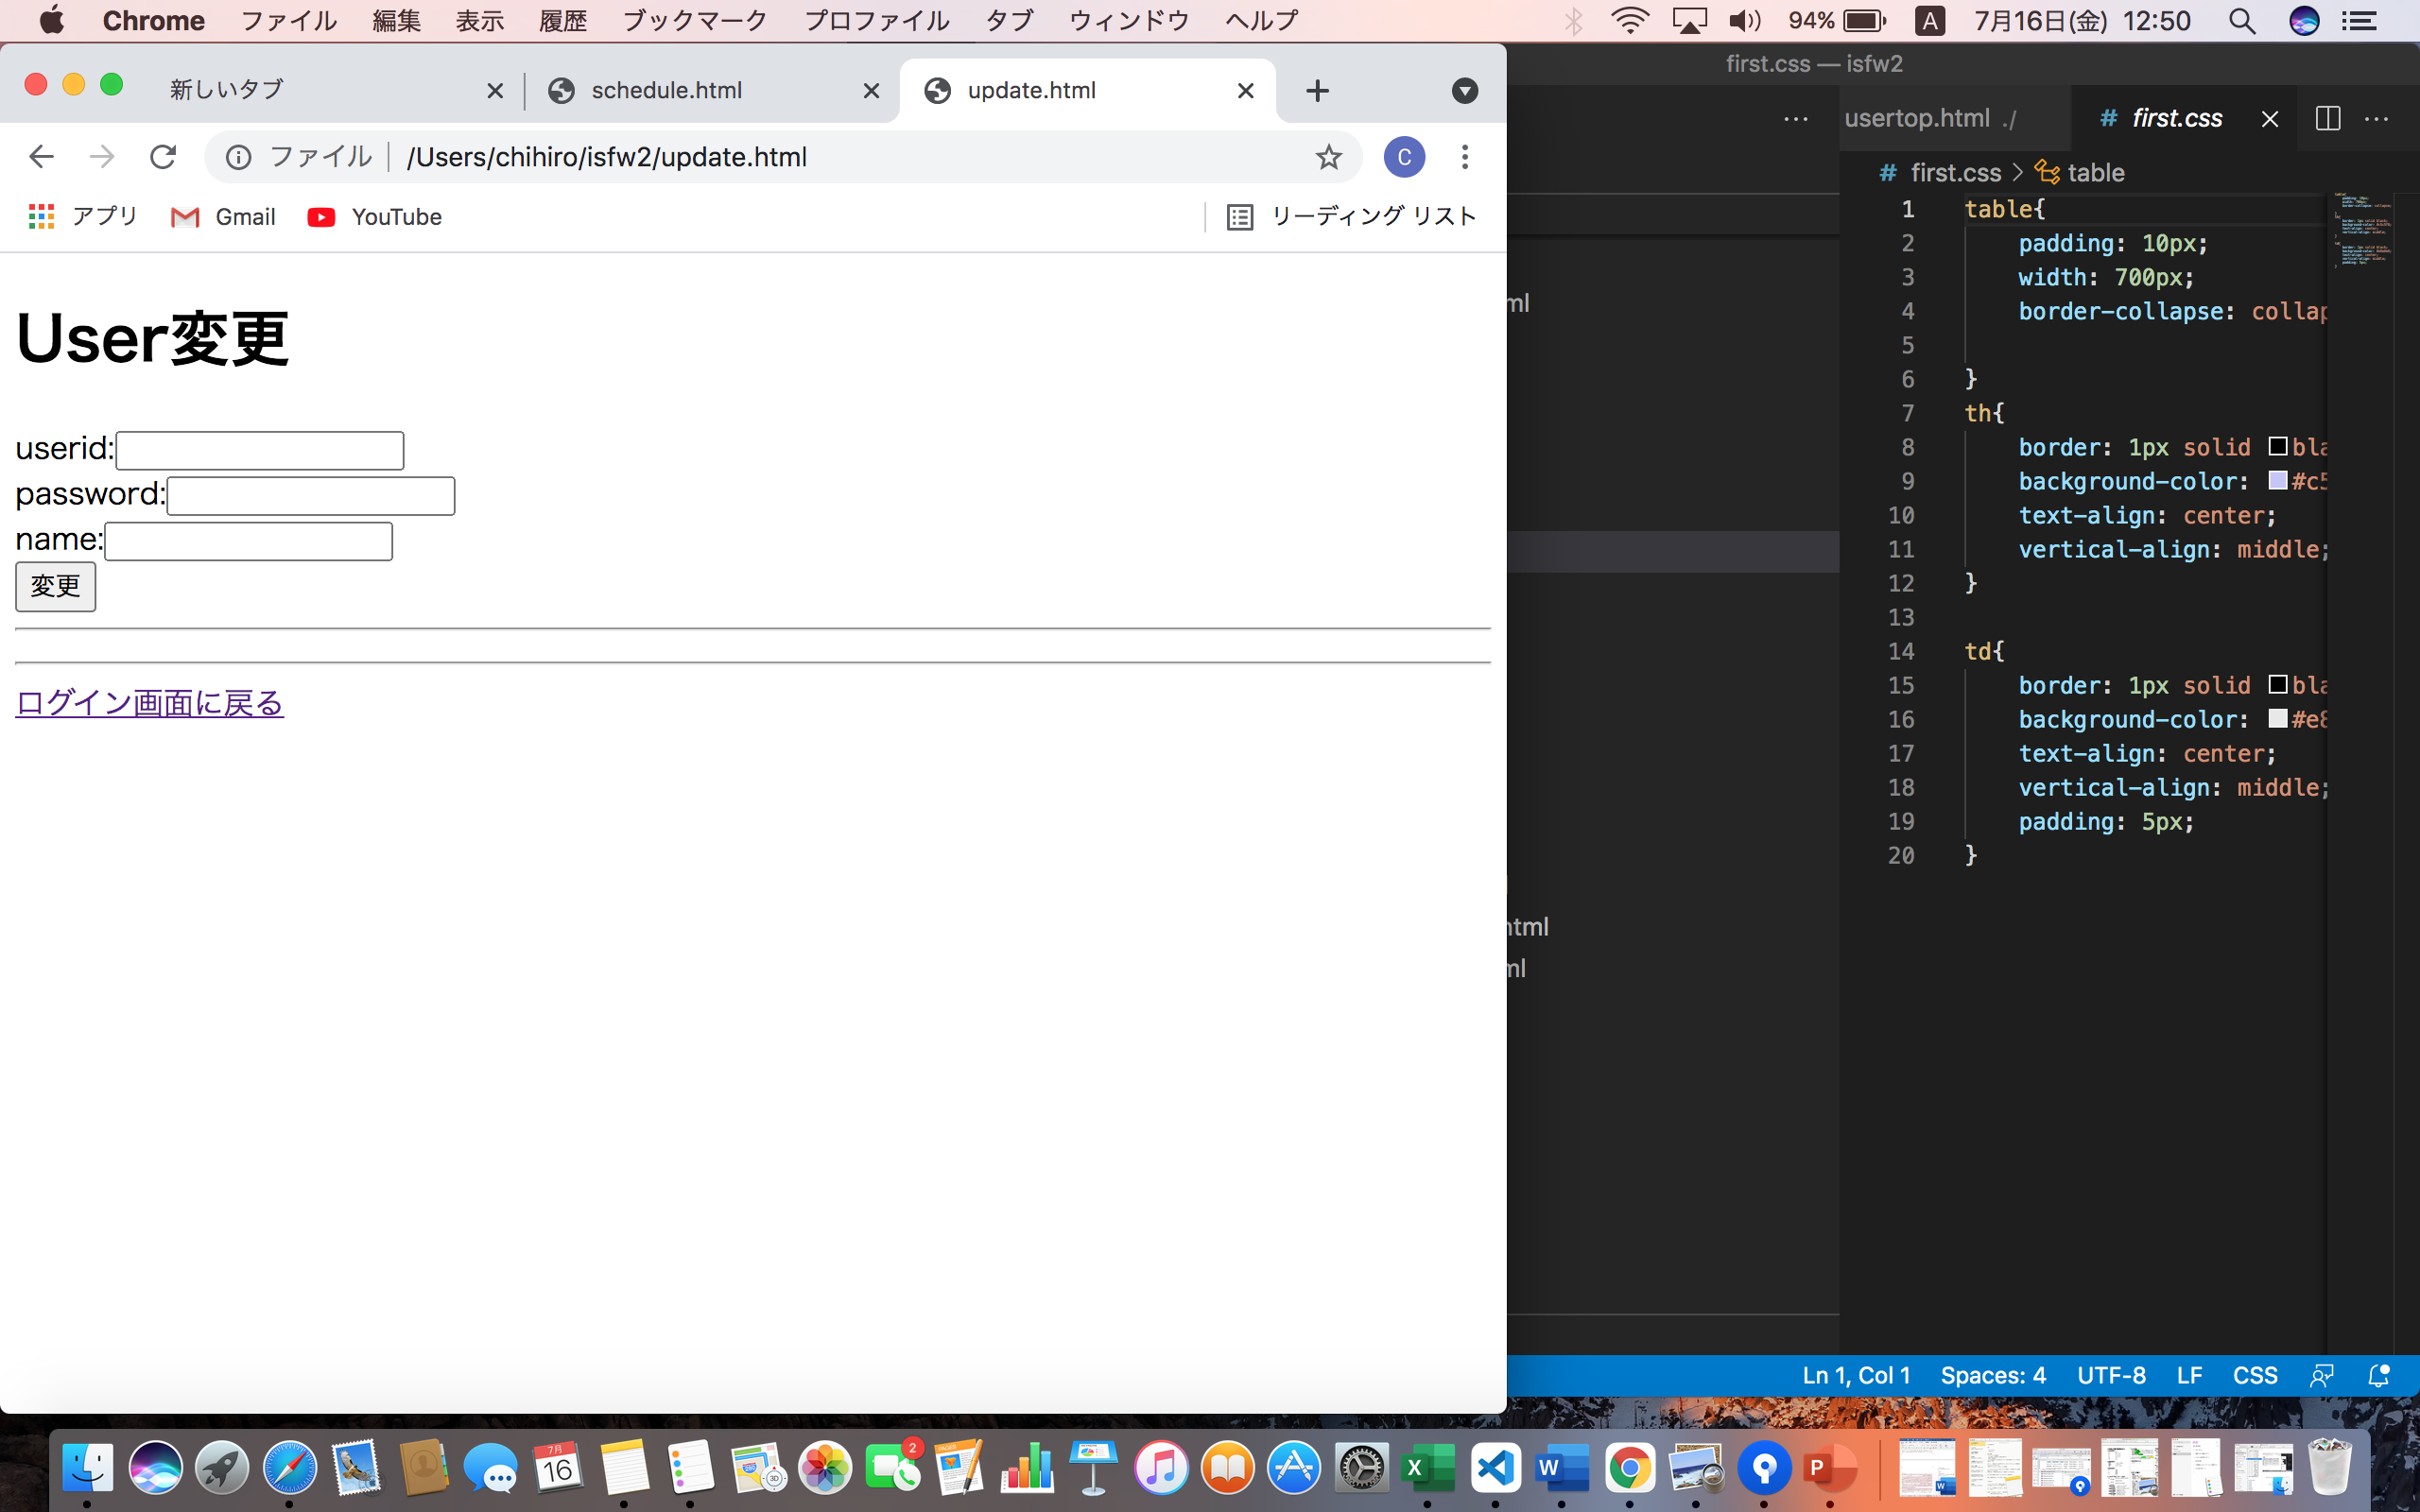 Chrome ファイル 編集 表示 履歴 ブックマーク プロファイル タブ ウィンドウ ヘルプ 94% A 7月16日(金) 12:50
新しいタブ schedule.html update.html
ファイル /Users/chihiro/isfw2/update.html C
アプリ Gmail YouTube リーディング リスト
User変更
userid:
password:
name:
変更
ログイン画面に戻る
first.css — isfw2
usertop.html ./ # first.css
# first.css > table
1 table{
2 padding: 10px;
3 width: 700px;
4 border-collapse: collap
5
6 }
7 th{
8 border: 1px solid bla
9 background-color: #c5
10 text-align: center;
11 vertical-align: middle;
12 }
13
14 td{
15 border: 1px solid bla
16 background-color: #e8
17 text-align: center;
18 vertical-align: middle;
19 padding: 5px;
20 }
ml
html
ml
Ln 1, Col 1 Spaces: 4 UTF-8 LF CSS
7月
16
PAGES
3D
2
X
W
P